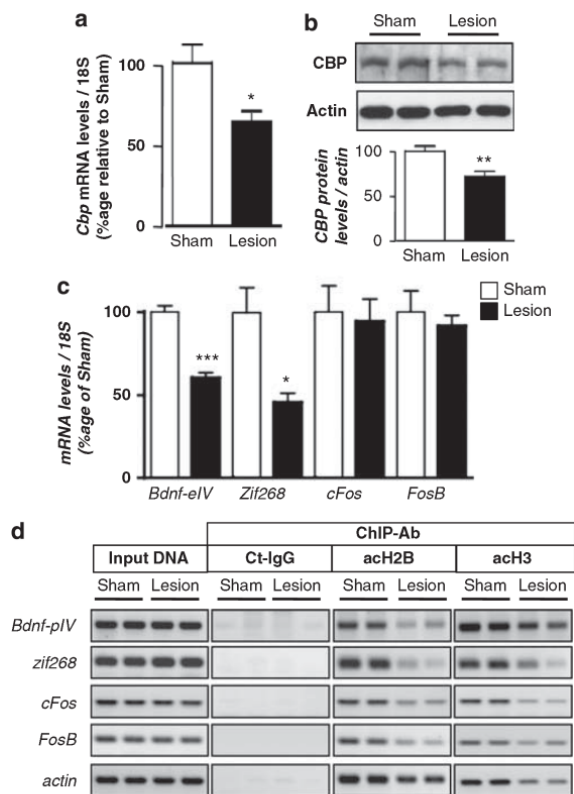 a
Cbp mRNA levels / 18S
(%age relative to Sham)
100
50
0
Sham Lesion
*
b
Sham Lesion
CBP
Actin
CBP protein
levels / actin
100
50
0
**
Sham Lesion
c
mRNA levels / 18S
(%age of Sham)
100
50
0
Sham
Lesion
***
*
Bdnf-eIV Zif268 cFos FosB
d
ChIP-Ab
Input DNA Ct-IgG acH2B acH3
Sham Lesion Sham Lesion Sham Lesion Sham Lesion
Bdnf-pIV
zif268
cFos
FosB
actin